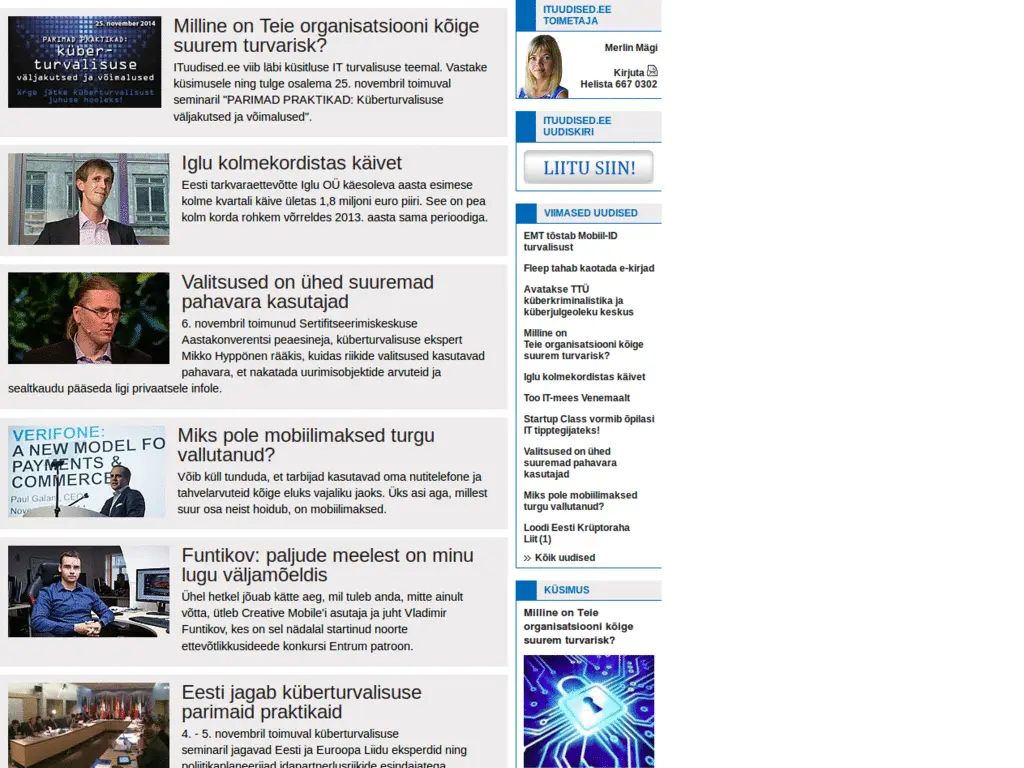 25. november 2014
PARIMAD PRAKTIKAD:
küber-
turvalisuse
väljakutsed ja võimalused
Ärge jätke küberturvalisust
juhuse hooleks!
Milline on Teie organisatsiooni kõige
suurem turvarisk?
ITuudised.ee viib läbi küsitluse IT turvalisuse teemal. Vastake
küsimusele ning tulge osalema 25. novembril toimuval
seminaril "PARIMAD PRAKTIKAD: Küberturvalisuse
väljakutsed ja võimalused".
Iglu kolmekordistas käivet
Eesti tarkvaraettevõtte Iglu OÜ käesoleva aasta esimese
kolme kvartali käive ületas 1,8 miljoni euro piiri. See on pea
kolm korda rohkem võrreldes 2013. aasta sama perioodiga.
Valitsused on ühed suuremad
pahavara kasutajad
6. novembril toimunud Sertifitseerimiskeskuse
Aastakonverentsi peaesineja, küberturvalisuse ekspert
Mikko Hyppönen rääkis, kuidas riikide valitsused kasutavad
pahavara, et nakatada uurimisobjektide arvuteid ja
sealtkaudu pääseda ligi privaatsele infole.
VERIFONE:
A NEW MODEL FO
PAYMENTS &
COMMERCE
Paul Galant, CEO
Miks pole mobiilimaksed turgu
vallutanud?
Võib küll tunduda, et tarbijad kasutavad oma nutitelefone ja
tahvelarvuteid kõige eluks vajaliku jaoks. Üks asi aga, millest
suur osa neist hoidub, on mobiilimaksed.
Funtikov: paljude meelest on minu
lugu väljamõeldis
Ühel hetkel jõuab kätte aeg, mil tuleb anda, mitte ainult
võtta, ütleb Creative Mobile'i asutaja ja juht Vladimir
Funtikov, kes on sel nädalal startinud noorte
ettevõtlikkusideede konkursi Entrum patroon.
Eesti jagab küberturvalisuse
parimaid praktikaid
4. - 5. novembril toimuval küberturvalisuse
seminaril jagavad Eesti ja Euroopa Liidu eksperdid ning
poliitikaplaneerijad idapartnerlusriikide esindajatega
ITUUDISED.EE
TOIMETAJA
Merlin Mägi
Kirjuta
Helista 667 0302
ITUUDISED.EE
UUDISKIRI
LIITU SIIN!
VIIMASED UUDISED
EMT tõstab Mobiil-ID
turvalisust
Fleep tahab kaotada e-kirjad
Avatakse TTÜ
küberkriminalistika ja
küberjulgeoleku keskus
Milline on
Teie organisatsiooni kõige
suurem turvarisk?
Iglu kolmekordistas käivet
Too IT-mees Venemaalt
Startup Class vormib õpilasi
IT tipptegijateks!
Valitsused on ühed
suuremad pahavara
kasutajad
Miks pole mobiilimaksed
turgu vallutanud?
Loodi Eesti Krüptoraha
Liit (1)
» Kõik uudised
KÜSIMUS
Milline on Teie
organisatsiooni kõige
suurem turvarisk?